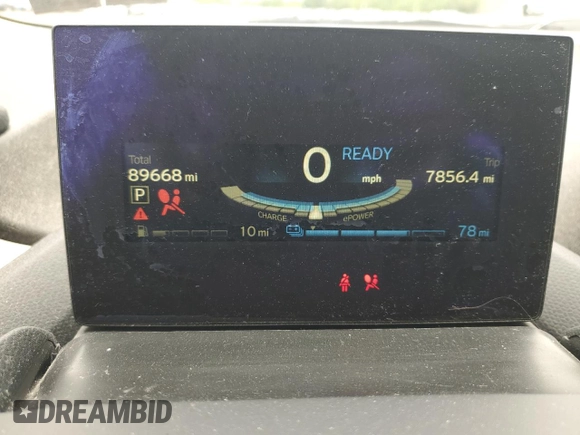 Total
89668 mi
P
0
mph
READY
Trip
7856.4 mi
CHARGE
ePOWER
10 mi
78 mi
DREAMBID